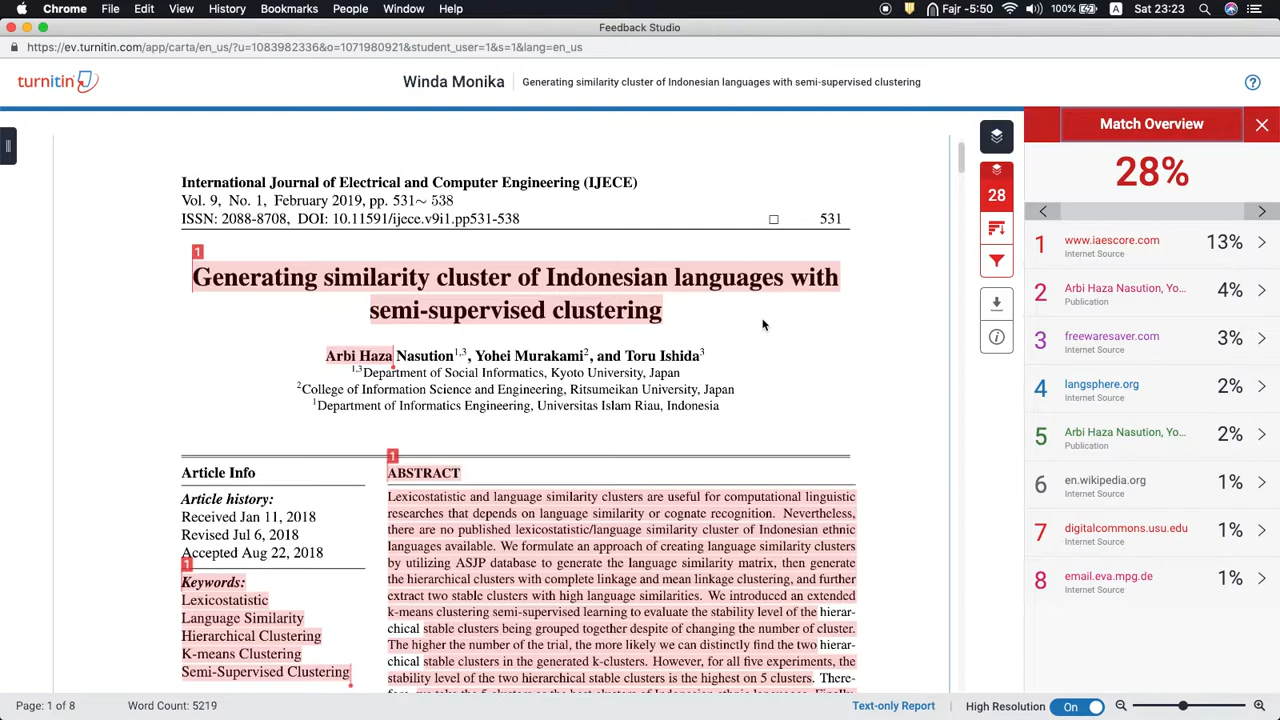 Chrome File Edit View History Bookmarks People Window Help Fajr -5:50 100% A Sat 23:23
Feedback Studio
https://ev.turnitin.com/app/carta/en_us/?u=1083982336&o=1071980921&student_user=1&s=1&lang=en_us
turnitin Winda Monika Generating similarity cluster of Indonesian languages with semi-supervised clustering ?
Match Overview
28%
28
1 www.iaescore.com 13%
Internet Source
2 Arbi Haza Nasution, Yo... 4%
Publication
3 freewaresaver.com 3%
Internet Source
4 langsphere.org 2%
Internet Source
5 Arbi Haza Nasution, Yo... 2%
Publication
6 en.wikipedia.org 1%
Internet Source
7 digitalcommons.usu.edu 1%
Internet Source
8 email.eva.mpg.de 1%
Internet Source
International Journal of Electrical and Computer Engineering (IJECE)
Vol. 9, No. 1, February 2019, pp. 531∼ 538
ISSN: 2088-8708, DOI: 10.11591/ijece.v9i1.pp531-538 □ 531
1
Generating similarity cluster of Indonesian languages with
semi-supervised clustering
Arbi Haza Nasution1,3, Yohei Murakami2, and Toru Ishida3
1,3Department of Social Informatics, Kyoto University, Japan
2College of Information Science and Engineering, Ritsumeikan University, Japan
1Department of Informatics Engineering, Universitas Islam Riau, Indonesia
Article Info
Article history:
Received Jan 11, 2018
Revised Jul 6, 2018
Accepted Aug 22, 2018
1
Keywords:
Lexicostatistic
Language Similarity
Hierarchical Clustering
K-means Clustering
Semi-Supervised Clustering
1
ABSTRACT
Lexicostatistic and language similarity clusters are useful for computational linguistic
researches that depends on language similarity or cognate recognition. Nevertheless,
there are no published lexicostatistic/language similarity cluster of Indonesian ethnic
languages available. We formulate an approach of creating language similarity clusters
by utilizing ASJP database to generate the language similarity matrix, then generate
the hierarchical clusters with complete linkage and mean linkage clustering, and further
extract two stable clusters with high language similarities. We introduced an extended
k-means clustering semi-supervised learning to evaluate the stability level of the hierar-
chical stable clusters being grouped together despite of changing the number of cluster.
The higher the number of the trial, the more likely we can distinctly find the two hierar-
chical stable clusters in the generated k-clusters. However, for all five experiments, the
stability level of the two hierarchical stable clusters is the highest on 5 clusters. There-
Page: 1 of 8 Word Count: 5219 Text-only Report High Resolution On